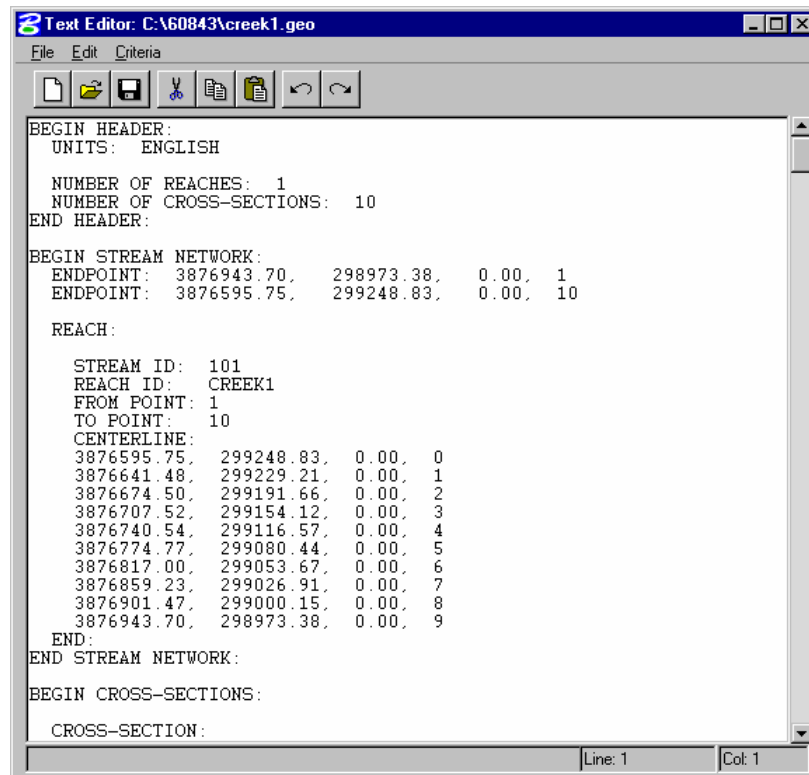 Text Editor: C:\60843\creek1.geo
File Edit Criteria
BEGIN HEADER:
UNITS: ENGLISH
NUMBER OF REACHES: 1
NUMBER OF CROSS-SECTIONS: 10
END HEADER:
BEGIN STREAM NETWORK:
ENDPOINT: 3876943.70, 298973.38, 0.00, 1
ENDPOINT: 3876595.75, 299248.83, 0.00, 10
REACH:
STREAM ID: 101
REACH ID: CREEK1
FROM POINT: 1
TO POINT: 10
CENTERLINE:
3876595.75, 299248.83, 0.00, 0
3876641.48, 299229.21, 0.00, 1
3876674.50, 299191.66, 0.00, 2
3876707.52, 299154.12, 0.00, 3
3876740.54, 299116.57, 0.00, 4
3876774.77, 299080.44, 0.00, 5
3876817.00, 299053.67, 0.00, 6
3876859.23, 299026.91, 0.00, 7
3876901.47, 299000.15, 0.00, 8
3876943.70, 298973.38, 0.00, 9
END:
END STREAM NETWORK:
BEGIN CROSS-SECTIONS:
CROSS-SECTION:
Line: 1 Col: 1